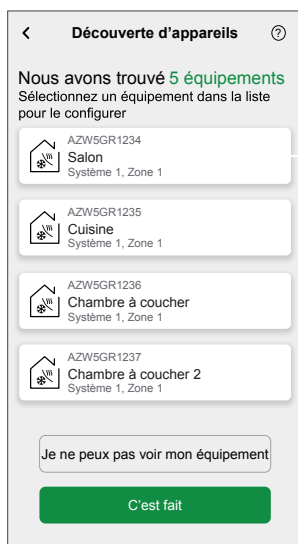 Découverte d’appareils ?
Nous avons trouvé 5 équipements
Sélectionnez un équipement dans la liste
pour le configurer
AZW5GR1234
Salon
Système 1, Zone 1
AZW5GR1235
Cuisine
Système 1, Zone 1
AZW5GR1236
Chambre à coucher
Système 1, Zone 1
AZW5GR1237
Chambre à coucher 2
Système 1, Zone 1
Je ne peux pas voir mon équipement
C’est fait